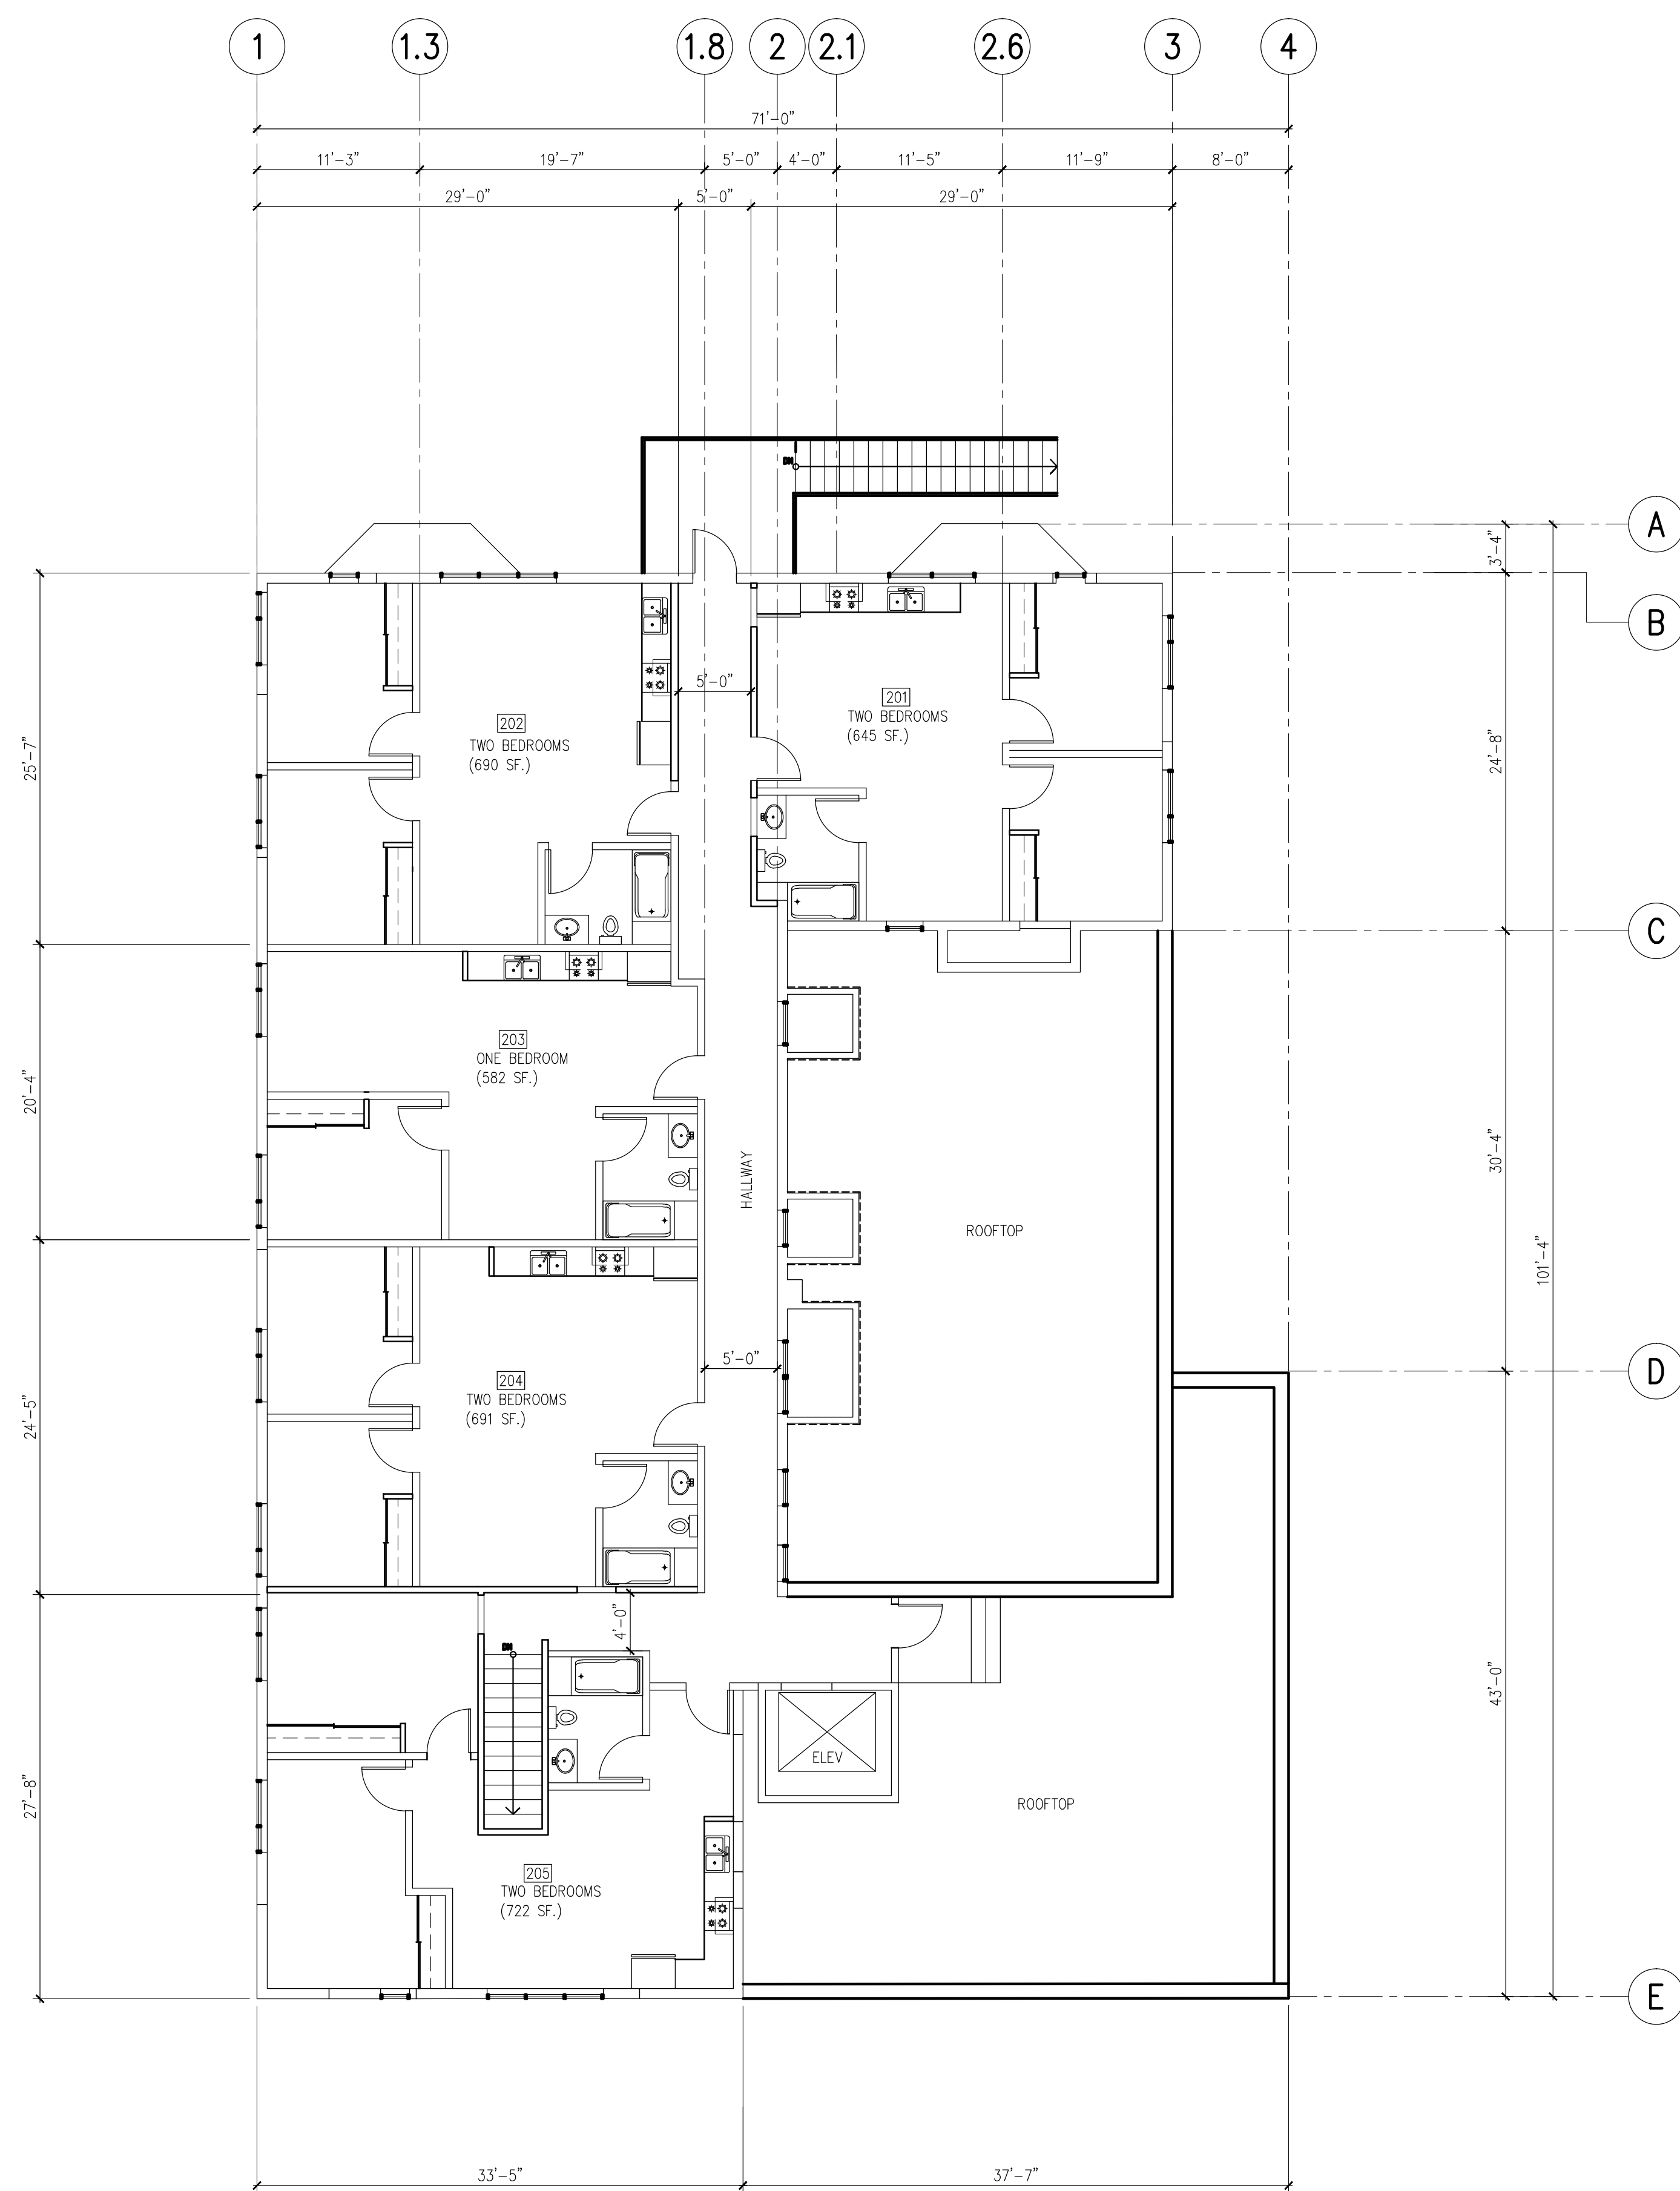 1 1.3 1.8 2 2.1 2.6 3 4
71'-0"
11'-3" 19'-7" 5'-0" 4'-0" 11'-5" 11'-9" 8'-0"
29'-0" 5'-0" 29'-0"
DN
A
3'-4"
B
5'-0"
201
TWO BEDROOMS
(645 SF.)
202
TWO BEDROOMS
(690 SF.)
25'-7"
24'-8"
C
203
ONE BEDROOM
(582 SF.)
20'-4"
HALLWAY
ROOFTOP
30'-4"
101'-4"
5'-0"
D
204
TWO BEDROOMS
(691 SF.)
24'-5"
4'-0"
DN
43'-0"
ELEV
27'-8"
ROOFTOP
205
TWO BEDROOMS
(722 SF.)
E
33'-5" 37'-7"